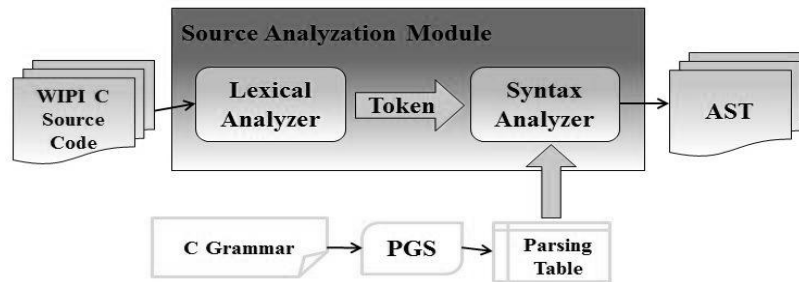 Source Analyzation Module
WIPI C
Source
Code
Lexical
Analyzer
Token
Syntax
Analyzer
AST
C Grammar
PGS
Parsing
Table